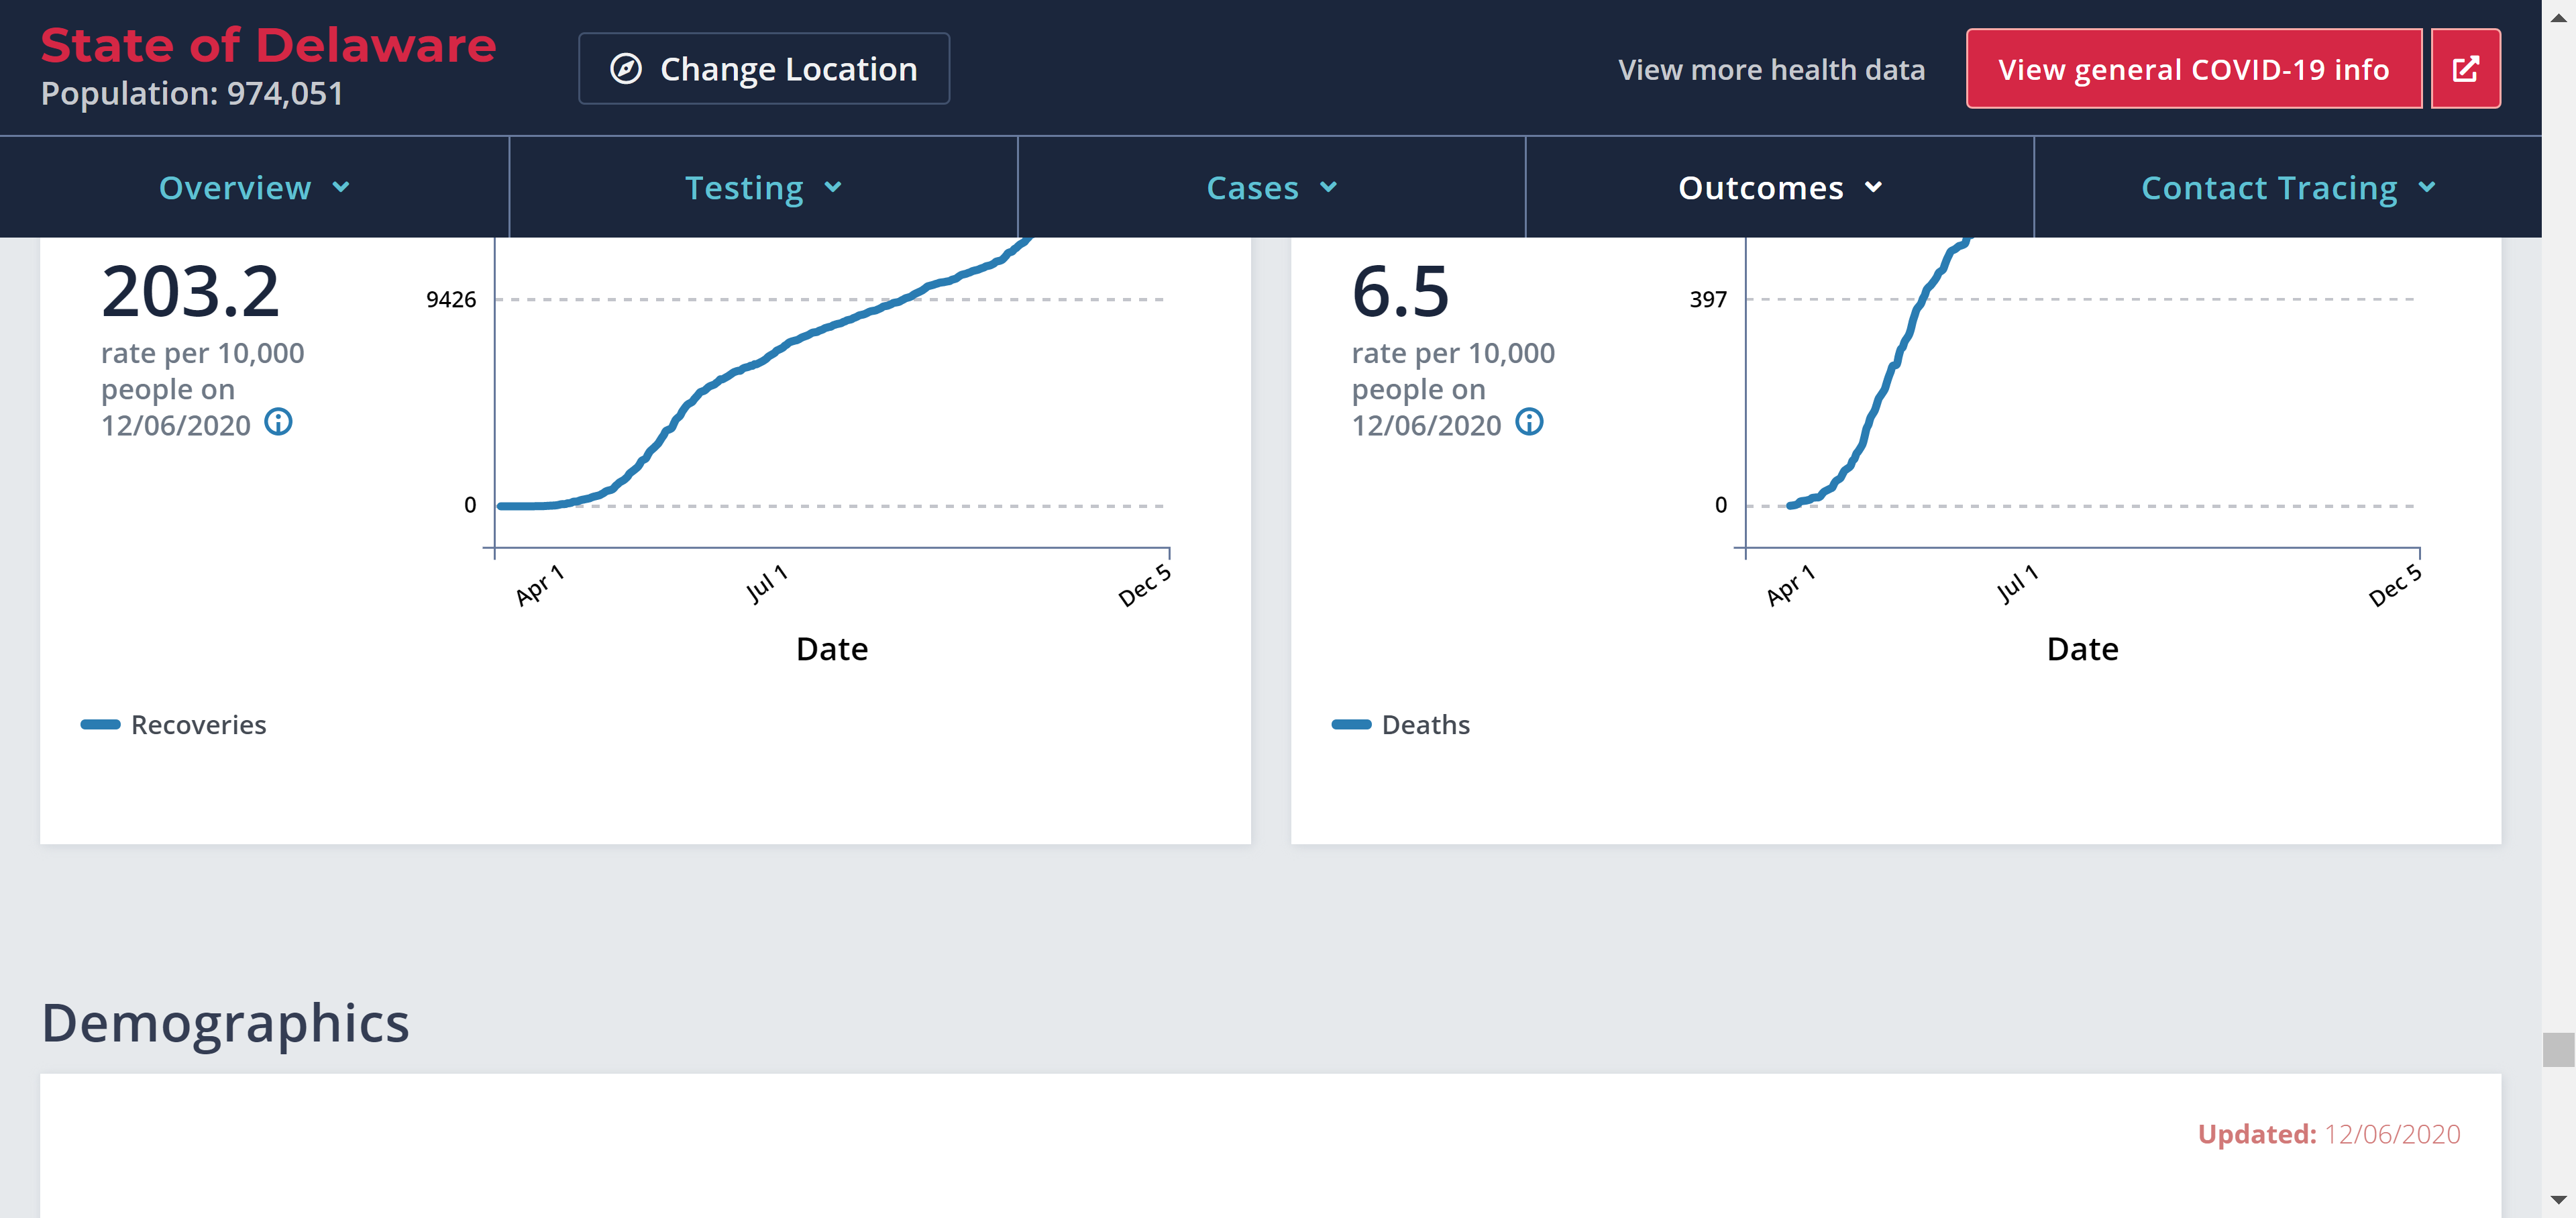 State of Delaware
Population: 974,051
Change Location
View more health data
View general COVID-19 info
Overview
Testing
Cases
Outcomes
Contact Tracing
203.2
rate per 10,000
people on
12/06/2020
9426
0
Apr 1
Jul 1
Dec 5
Date
Recoveries
6.5
rate per 10,000
people on
12/06/2020
397
0
Apr 1
Jul 1
Dec 5
Date
Deaths
Demographics
Updated: 12/06/2020